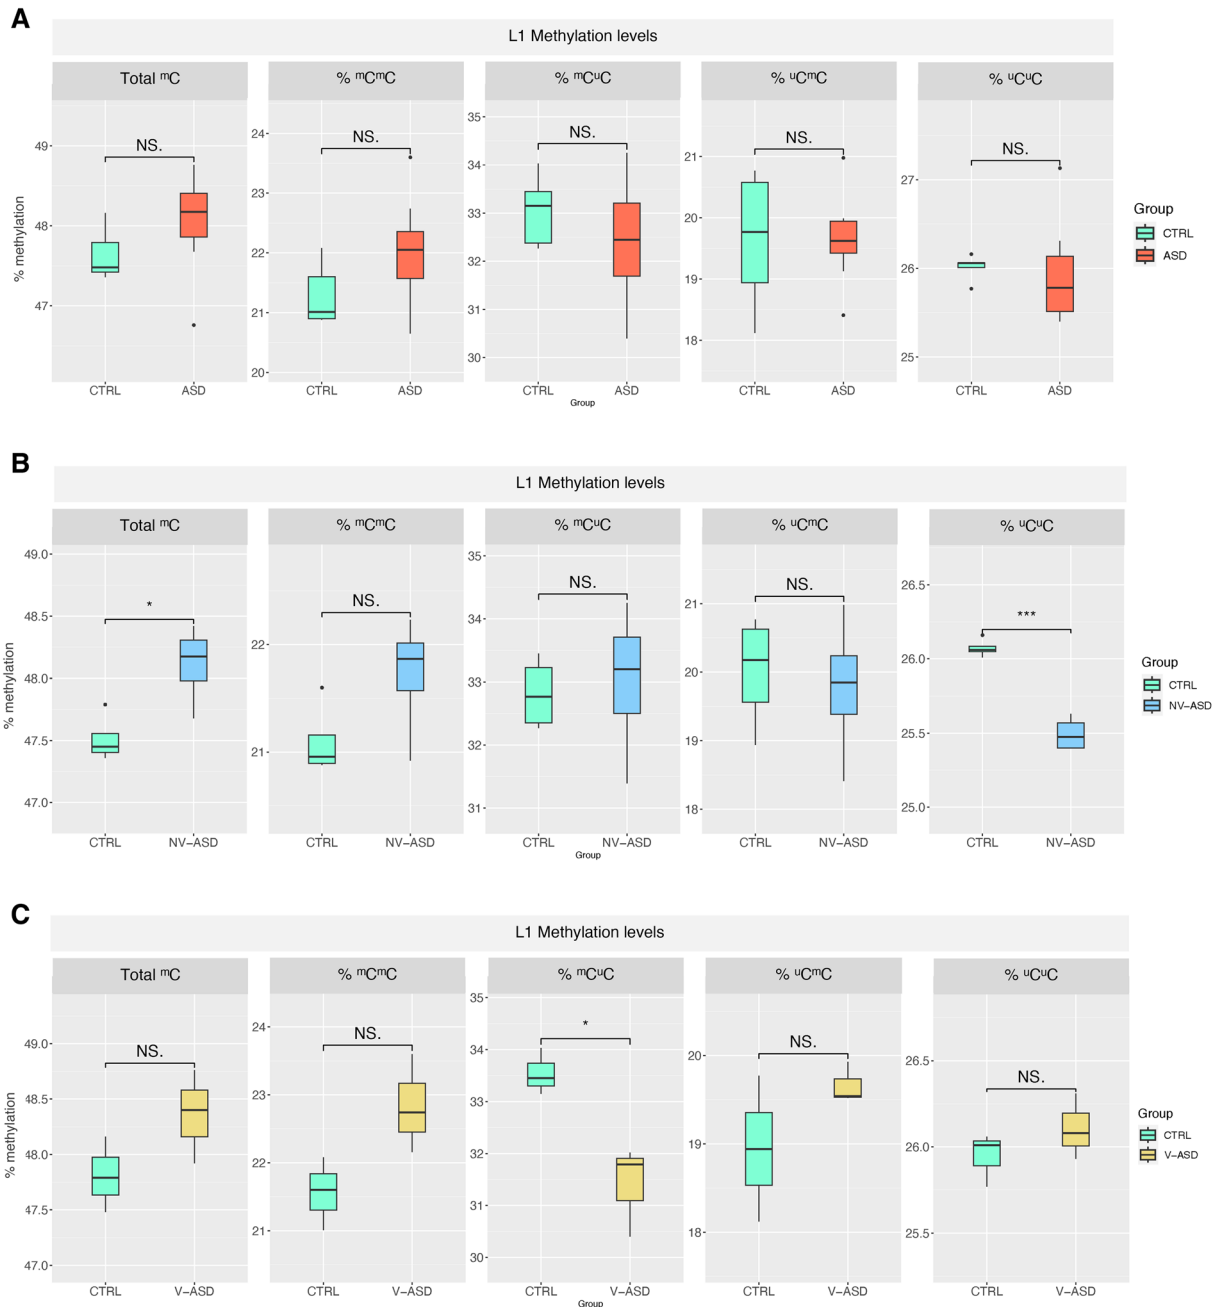 A
L1 Methylation levels
Total ᵐC
% ᵐCᵐC
% ᵐCᵘC
% ᵘCᵐC
% ᵘCᵘC
NS.
NS.
NS.
NS.
NS.
% methylation
49
48
47
24
23
22
21
20
35
34
33
32
31
30
21
20
19
18
27
26
25
CTRL ASD
CTRL ASD
CTRL ASD
CTRL ASD
CTRL ASD
Group
Group
CTRL
ASD
B
L1 Methylation levels
Total ᵐC
% ᵐCᵐC
% ᵐCᵘC
% ᵘCᵐC
% ᵘCᵘC
*
NS.
NS.
NS.
***
% methylation
49.0
48.5
48.0
47.5
47.0
22
21
35
34
33
32
31
21
20
19
18
26.5
26.0
25.5
25.0
CTRL NV-ASD
CTRL NV-ASD
CTRL NV-ASD
CTRL NV-ASD
CTRL NV-ASD
Group
Group
CTRL
NV-ASD
C
L1 Methylation levels
Total ᵐC
% ᵐCᵐC
% ᵐCᵘC
% ᵘCᵐC
% ᵘCᵘC
NS.
NS.
*
NS.
NS.
% methylation
49.0
48.5
48.0
47.5
47.0
24
23
22
21
35
34
33
32
31
30
20
19
18
26.5
26.0
25.5
CTRL V-ASD
CTRL V-ASD
CTRL V-ASD
CTRL V-ASD
CTRL V-ASD
Group
Group
CTRL
V-ASD